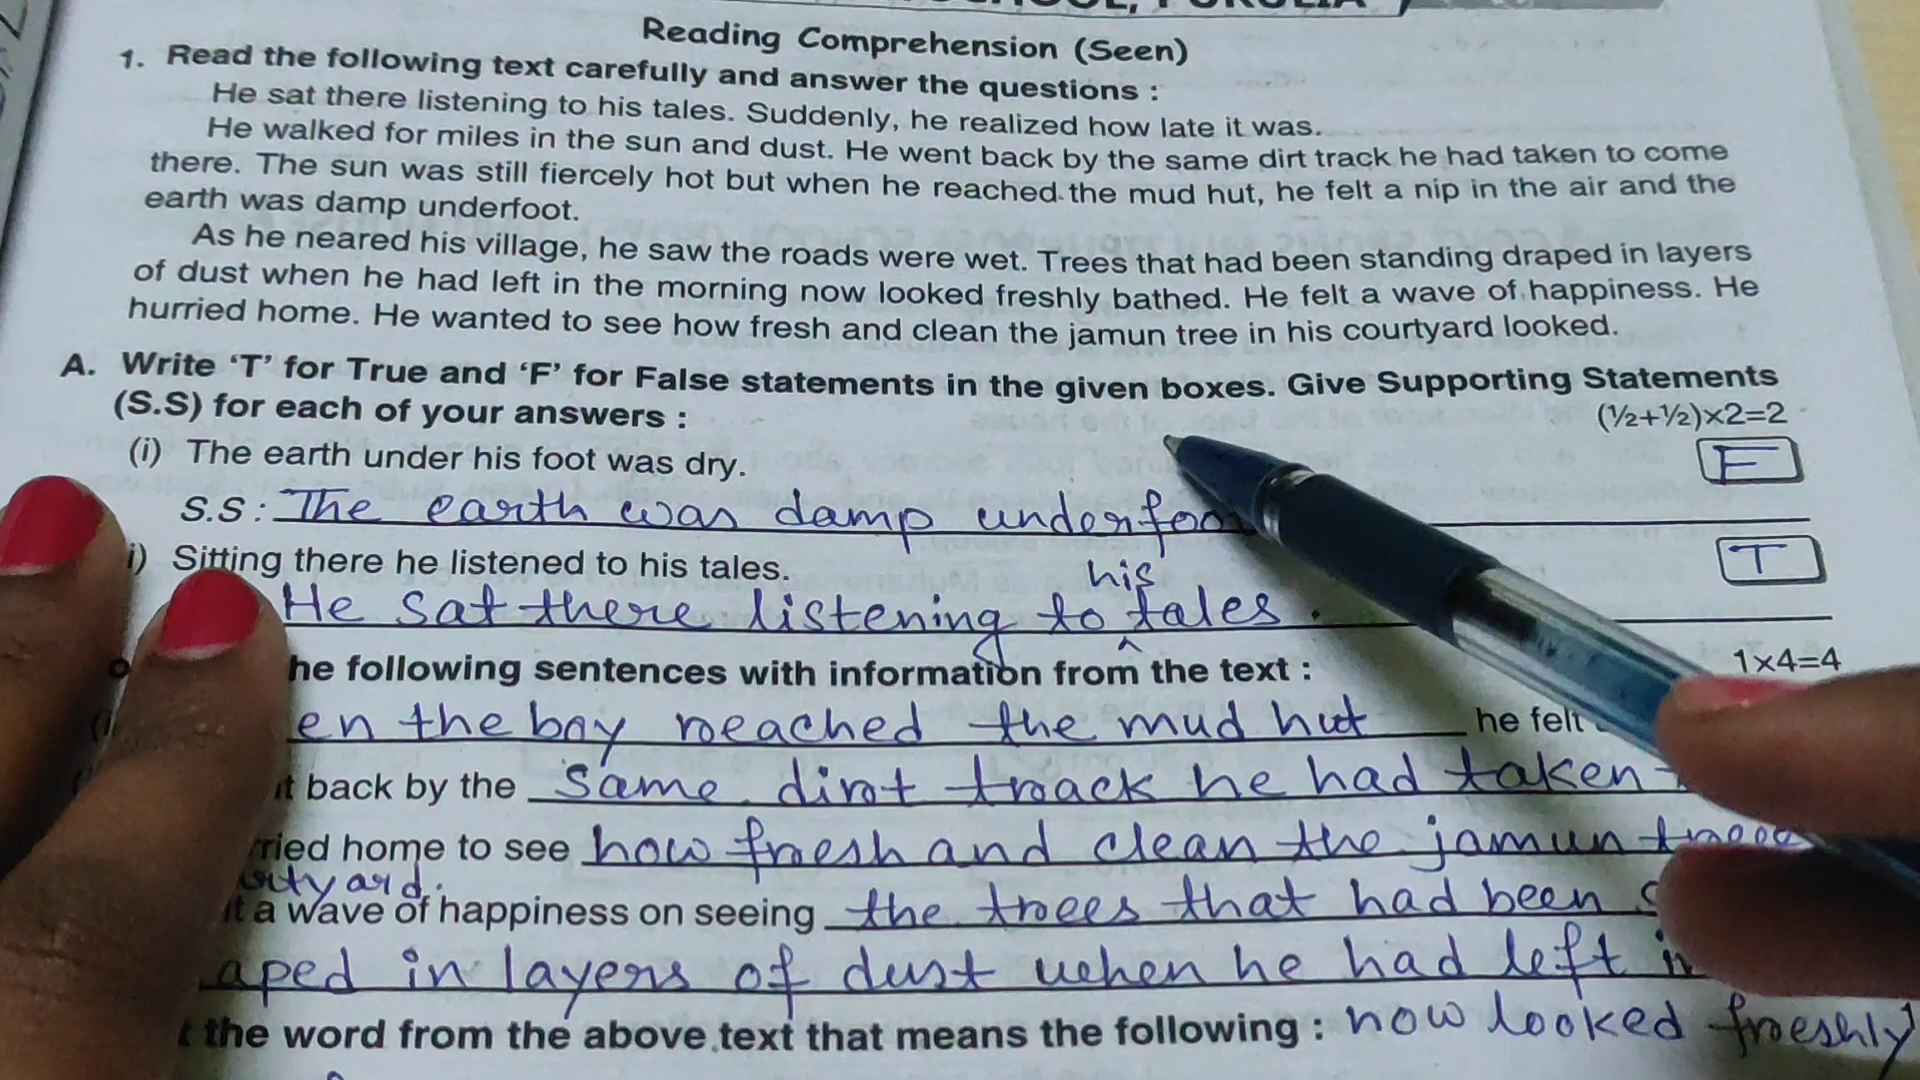 Reading Comprehension (Seen)
1. Read the following text carefully and answer the questions :
He sat there listening to his tales. Suddenly, he realized how late it was.
He walked for miles in the sun and dust. He went back by the same dirt track he had taken to come
there. The sun was still fiercely hot but when he reached the mud hut, he felt a nip in the air and the
earth was damp underfoot.
As he neared his village, he saw the roads were wet. Trees that had been standing draped in layers
of dust when he had left in the morning now looked freshly bathed. He felt a wave of happiness. He
hurried home. He wanted to see how fresh and clean the jamun tree in his courtyard looked.
A. Write ‘T’ for True and ‘F’ for False statements in the given boxes. Give Supporting Statements
(S.S) for each of your answers :
(½+½)×2=2
(i) The earth under his foot was dry.
F
S.S : The earth was damp
i) Sitting there he listened to his tales.
T
He sat there listening to his tales.
he following sentences with information from the text :
1×4=4
en the boy reached the mud hut he felt
t back by the same dirt track he had taken
ried home to see how fresh and clean the jamun
a wave of happiness on seeing the trees that had been
aped in layers of dust when he had left
the word from the above text that means the following : now looked freshly